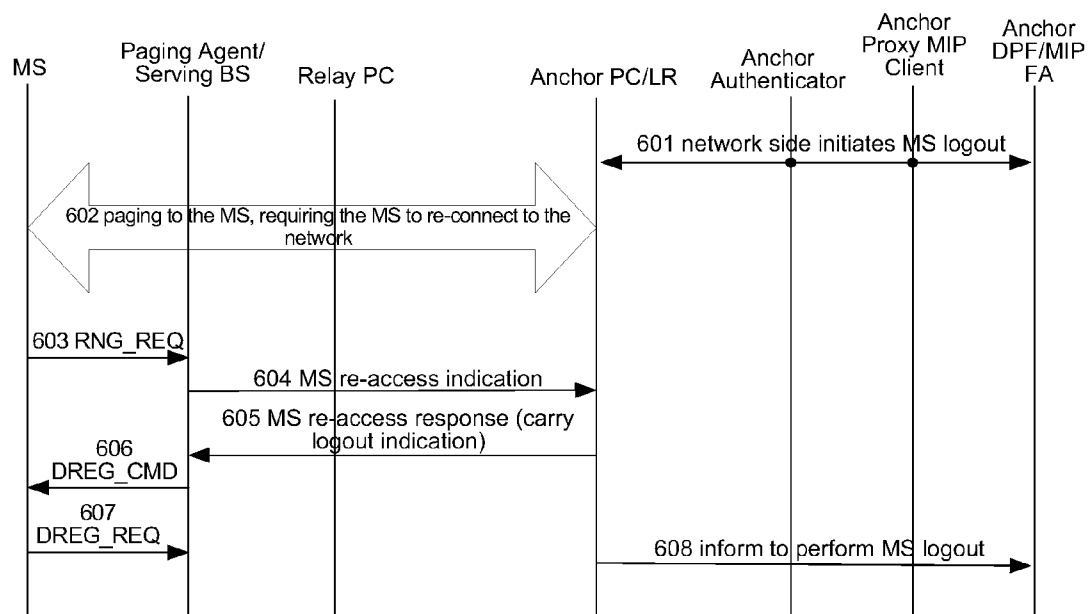 MS
Paging Agent/
Serving BS
Relay PC
Anchor PC/LR
Anchor
Authenticator
Anchor
Proxy MIP
Client
Anchor
DPF/MIP
FA
601 network side initiates MS logout
602 paging to the MS, requiring the MS to re-connect to the
network
603 RNG_REQ
604 MS re-access indication
605 MS re-access response (carry
logout indication)
606
DREG_CMD
607
DREG_REQ
608 inform to perform MS logout